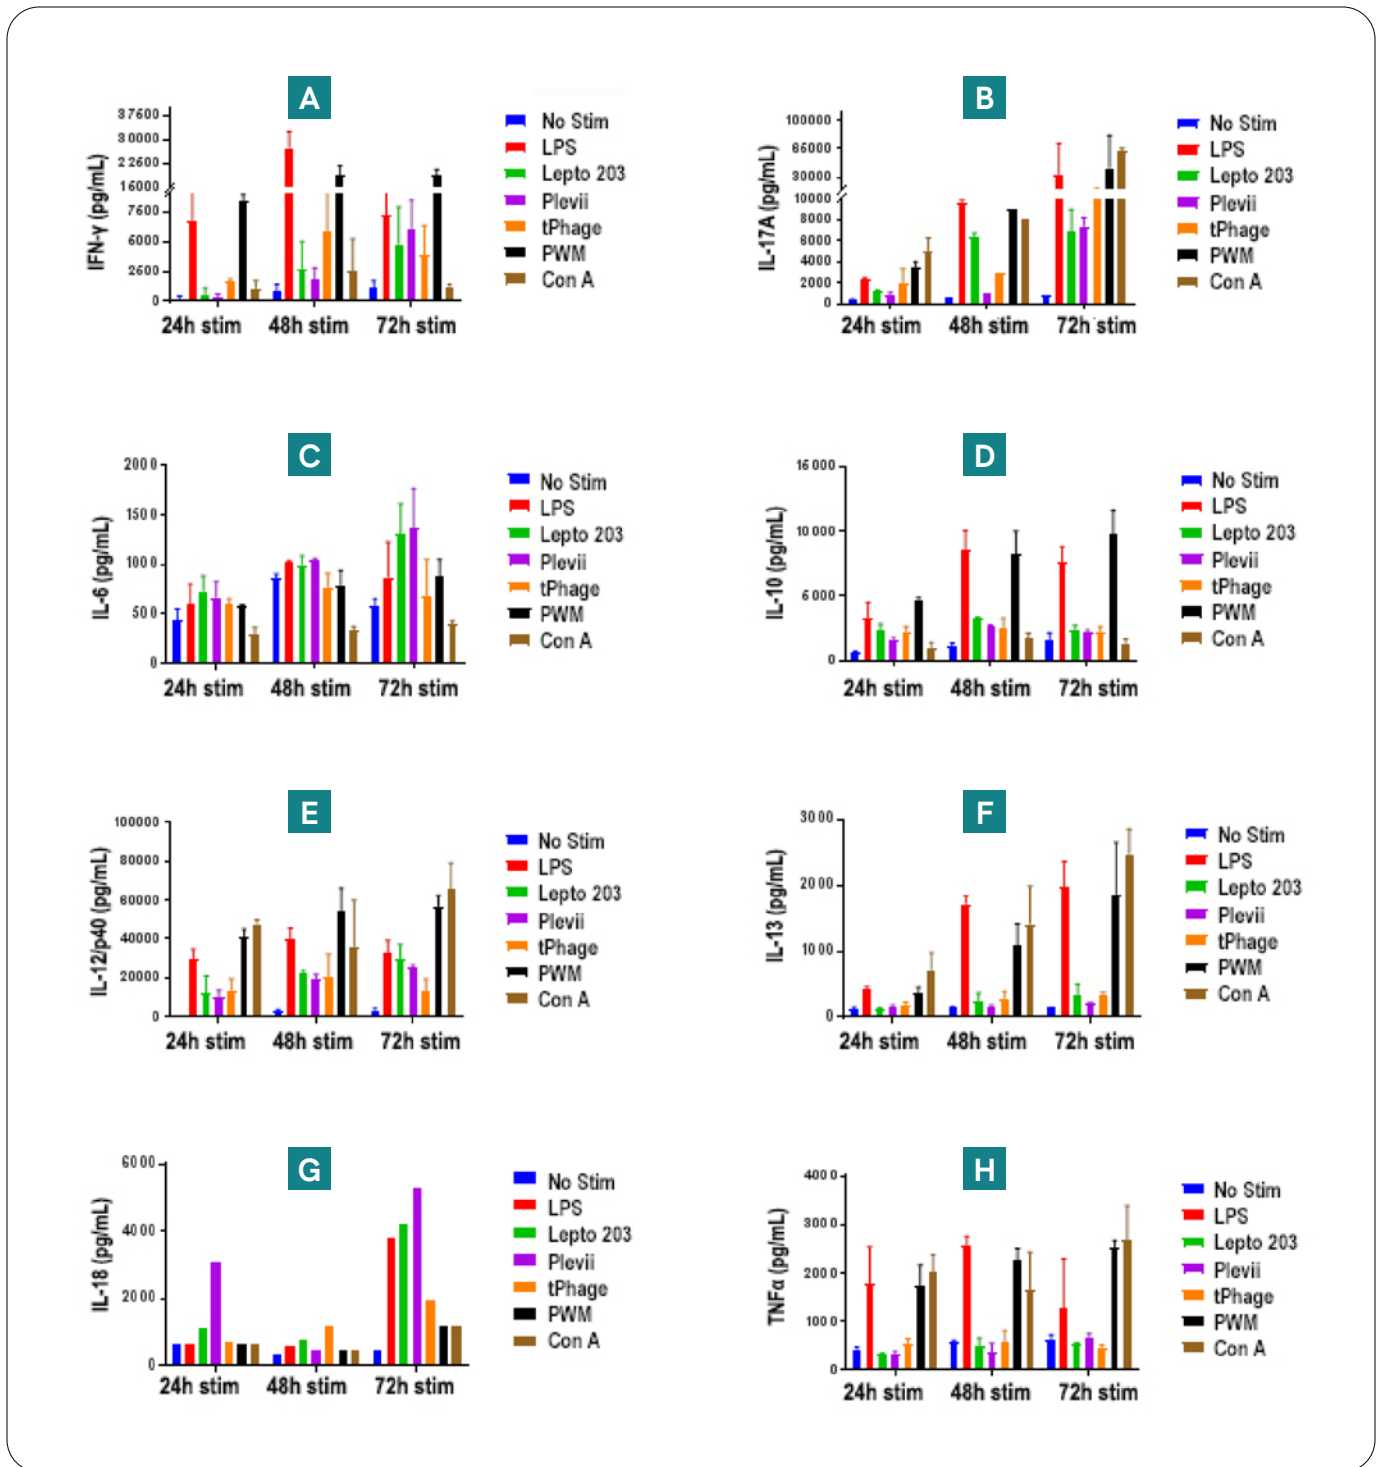 A
IFN-γ (pg/mL)
37500
30000
22500
15000
7500
5000
2500
0
24h stim 48h stim 72h stim
No Stim
LPS
Lepto 203
Plevii
tPhage
PWM
Con A
B
IL-17A (pg/mL)
100000
65000
30000
10000
8000
6000
4000
2000
0
24h stim 48h stim 72h stim
No Stim
LPS
Lepto 203
Plevii
tPhage
PWM
Con A
C
IL-6 (pg/mL)
2000
1500
1000
500
0
24h stim 48h stim 72h stim
No Stim
LPS
Lepto 203
Plevii
tPhage
PWM
Con A
D
IL-10 (pg/mL)
15000
10000
5000
0
24h stim 48h stim 72h stim
No Stim
LPS
Lepto 203
Plevii
tPhage
PWM
Con A
E
IL-12/p40 (pg/mL)
100000
80000
60000
40000
20000
0
24h stim 48h stim 72h stim
No Stim
LPS
Lepto 203
Plevii
tPhage
PWM
Con A
F
IL-13 (pg/mL)
3000
2000
1000
0
24h stim 48h stim 72h stim
No Stim
LPS
Lepto 203
Plevii
tPhage
PWM
Con A
G
IL-18 (pg/mL)
6000
4000
2000
0
24h stim 48h stim 72h stim
No Stim
LPS
Lepto 203
Plevii
tPhage
PWM
Con A
H
TNFα (pg/mL)
4000
3000
2000
1000
0
24h stim 48h stim 72h stim
No Stim
LPS
Lepto 203
Plevii
tPhage
PWM
Con A